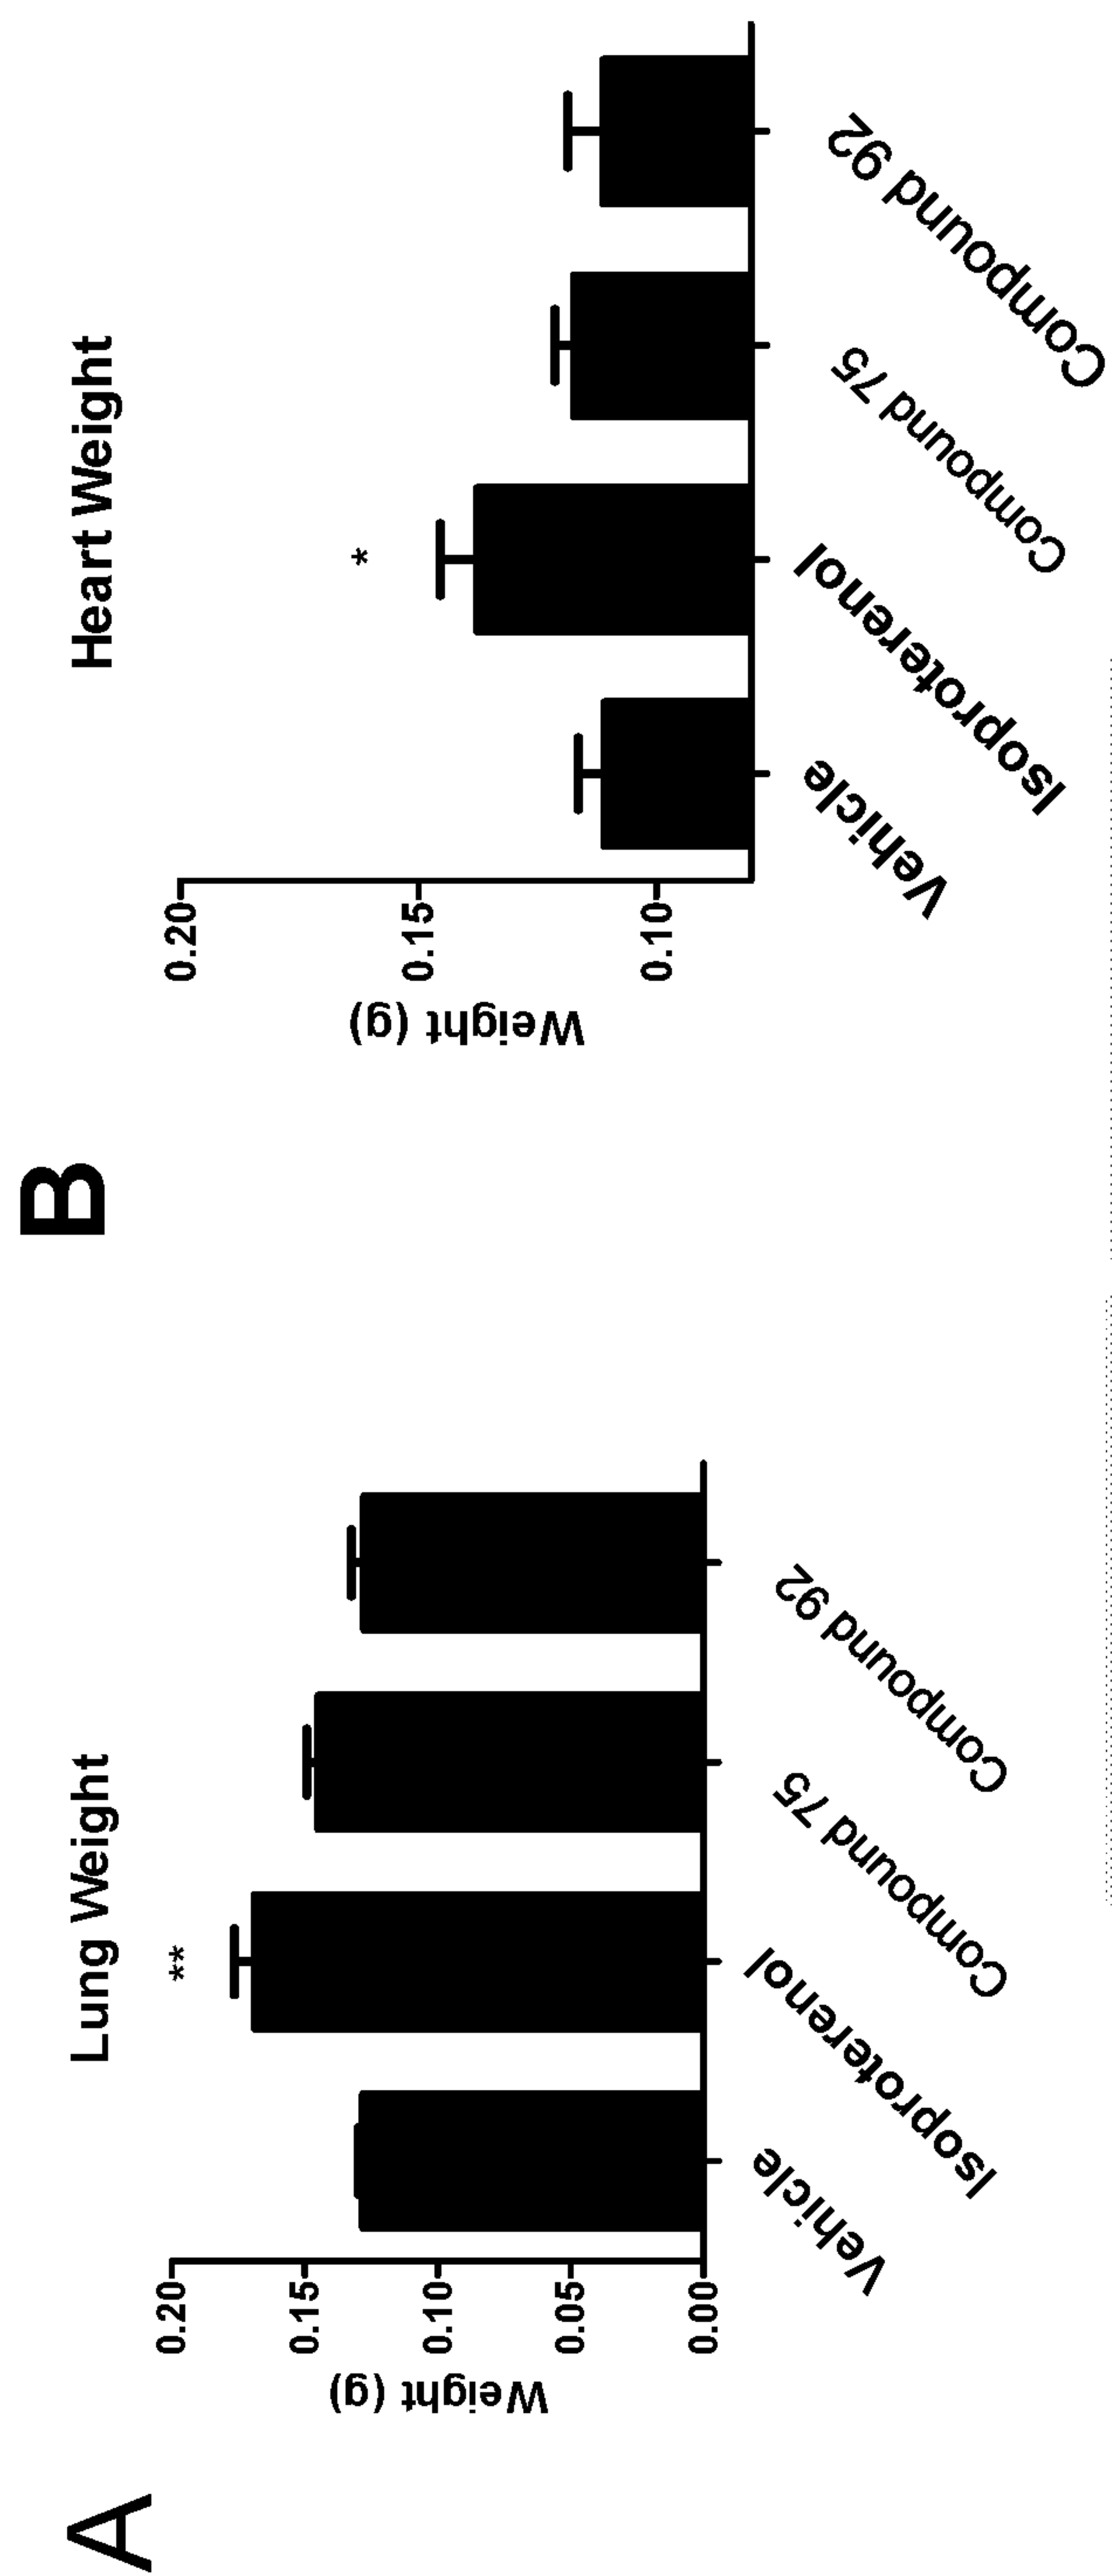 A
Lung Weight
Weight (g)
0.20
0.15
0.10
0.05
0.00
**
Vehicle
Isoproterenol
Compound 75
Compound 92
B
Heart Weight
Weight (g)
0.20
0.15
0.10
*
Vehicle
Isoproterenol
Compound 75
Compound 92